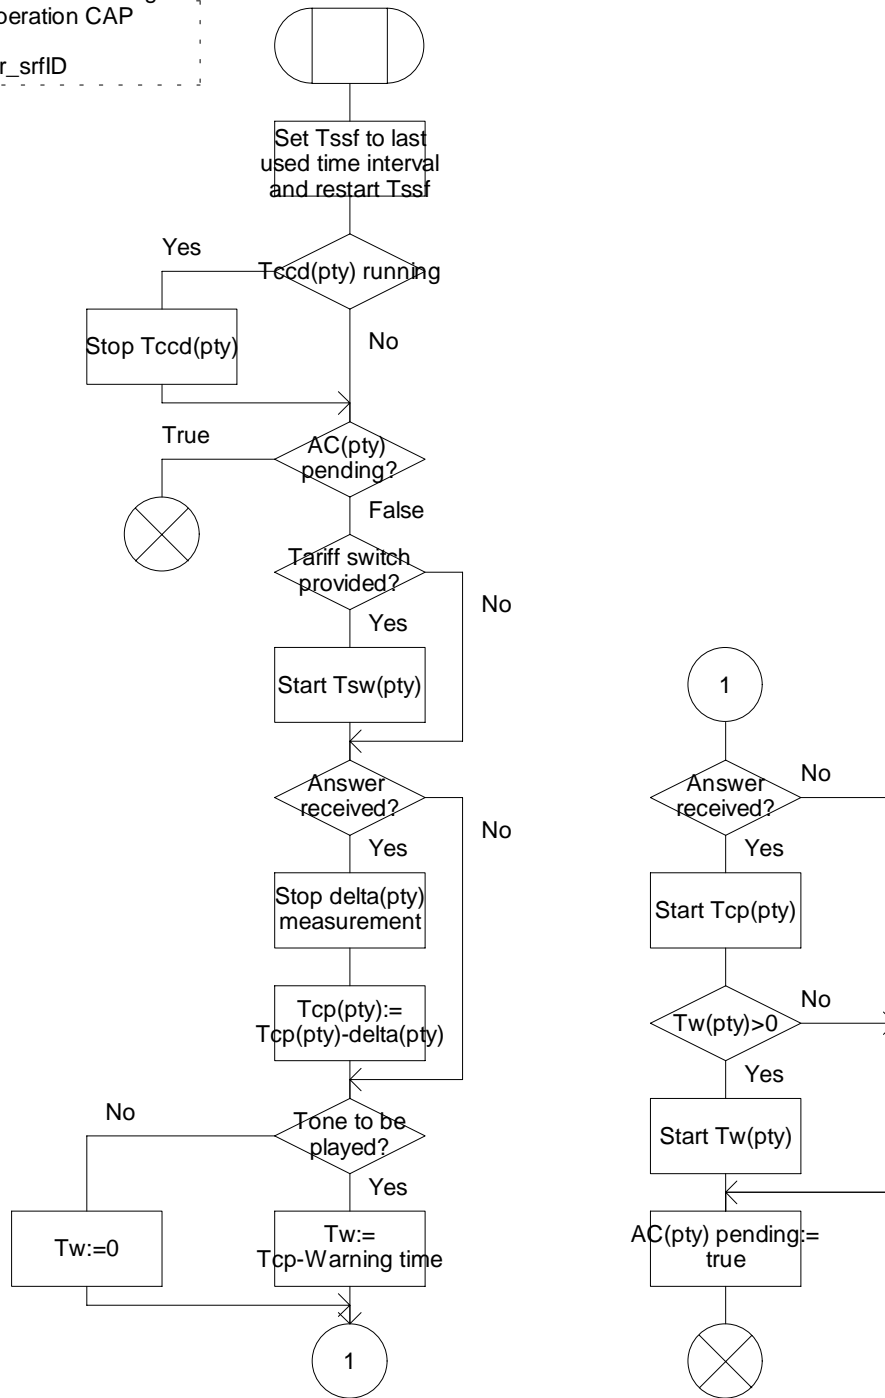 peration CAP
r_srfID
Set Tssf to last
used time interval
and restart Tssf
Yes
Tccd(pty) running
Stop Tccd(pty)
No
True
AC(pty)
pending?
False
Tariff switch
provided?
No
Yes
Start Tsw(pty)
Answer
received?
No
Yes
Stop delta(pty)
measurement
Tcp(pty):=
Tcp(pty)-delta(pty)
No
Tone to be
played?
Yes
Tw:=0
Tw:=
Tcp-Warning time
1
1
Answer
received?
No
Yes
Start Tcp(pty)
Tw(pty)>0
No
Yes
Start Tw(pty)
AC(pty) pending:=
true